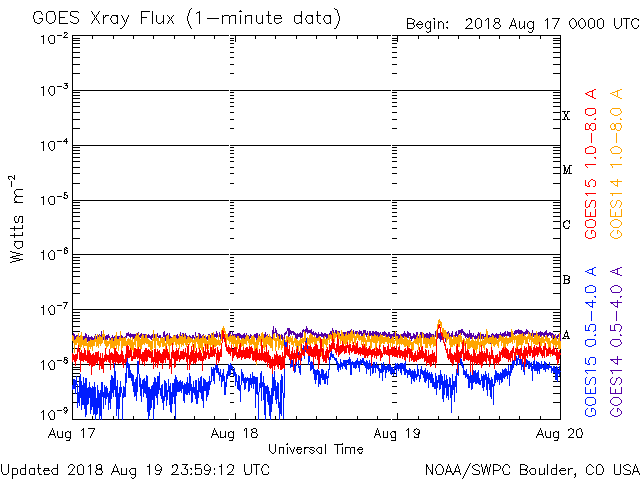 GOES Xray Flux (1-minute data)
Begin: 2018 Aug 17 0000 UTC
10-2
10-3
10-4
10-5
10-6
10-7
10-8
10-9
Watts m-2
X
M
C
B
A
GOES15 1.0-8.0 A
GOES14 1.0-8.0 A
GOES15 0.5-4.0 A
GOES14 0.5-4.0 A
Aug 17
Aug 18
Aug 19
Aug 20
Universal Time
Updated 2018 Aug 19 23:59:12 UTC
NOAA/SWPC Boulder, CO USA